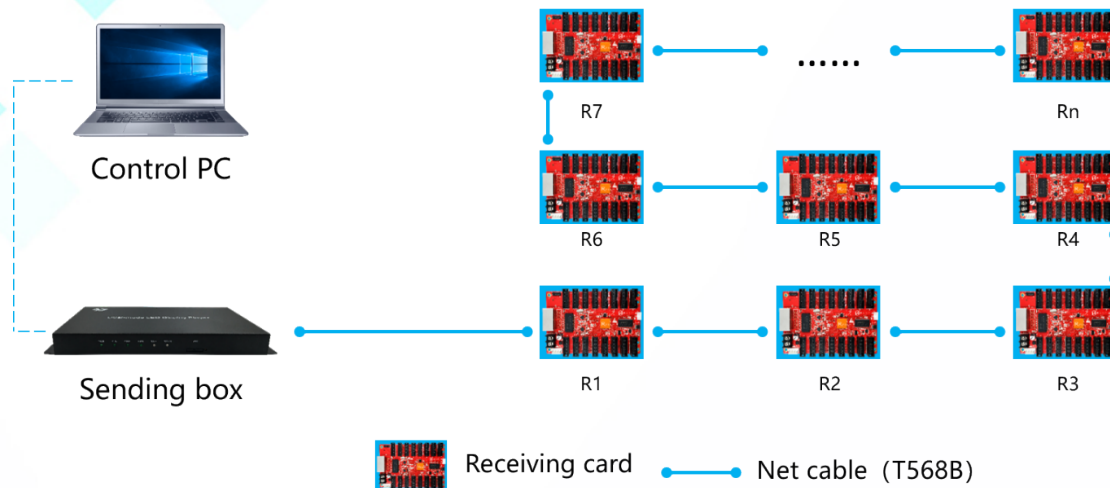 R7
……
Rn
Control PC
R6
R5
R4
R1
R2
R3
Sending box
Receiving card
Net cable（T568B）